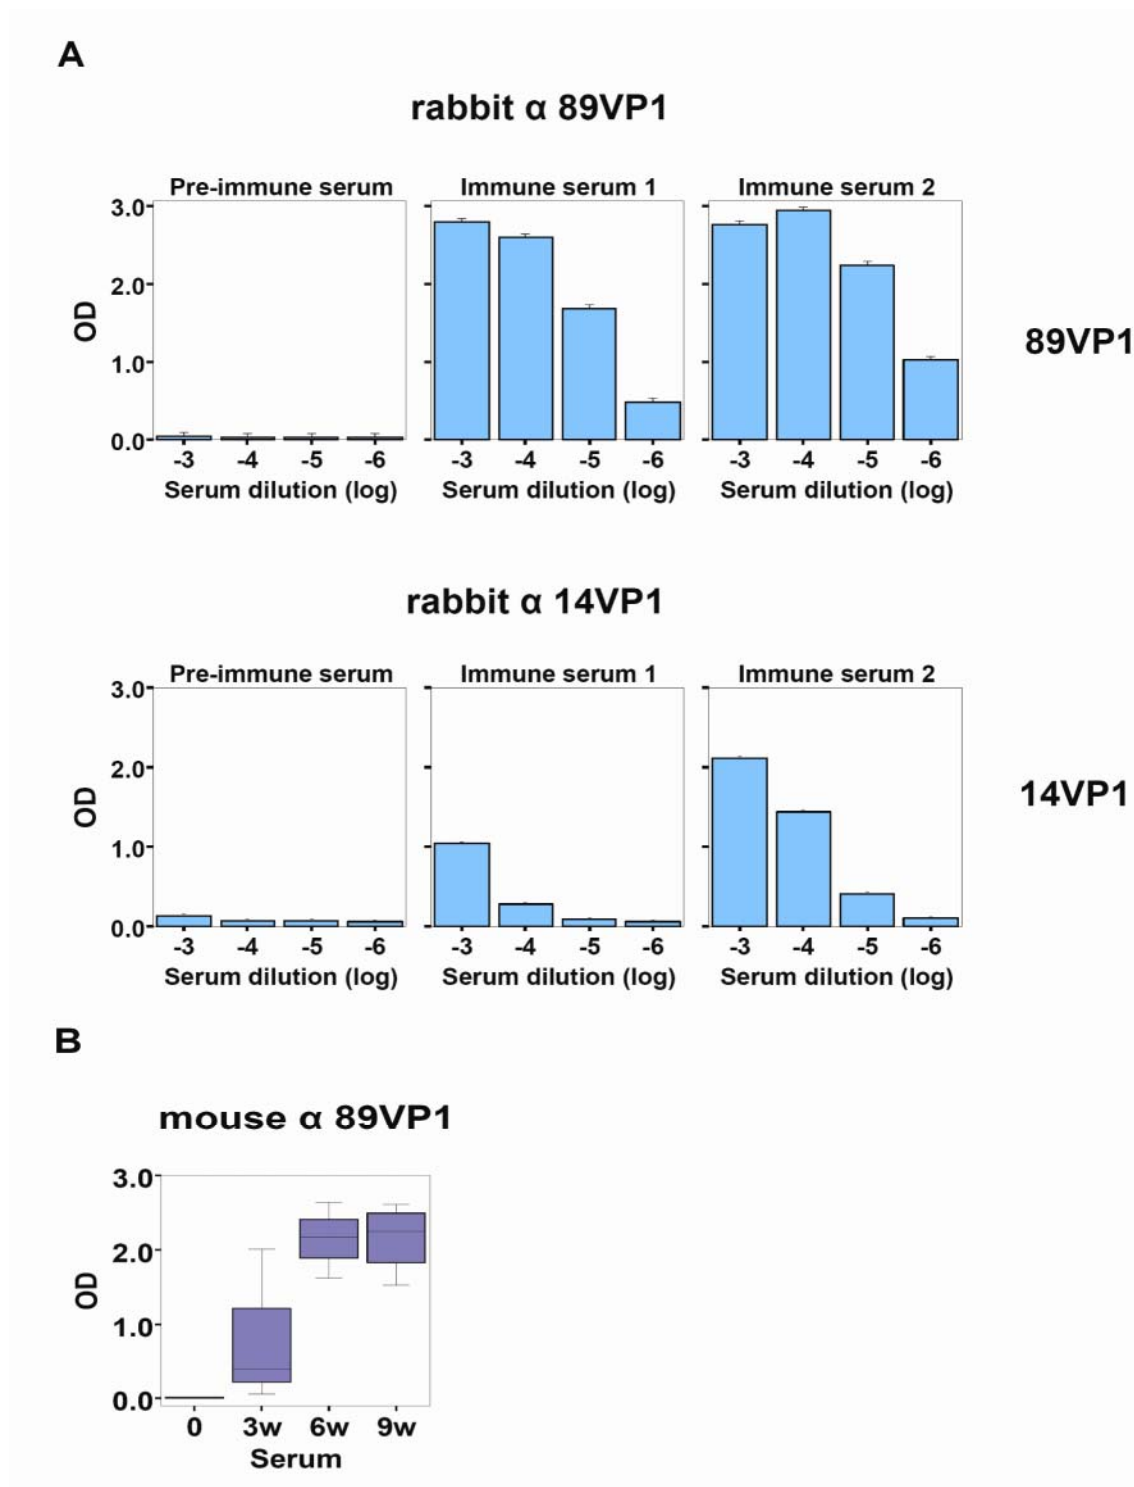 A
rabbit α 89VP1
Pre-immune serum Immune serum 1 Immune serum 2
3.0
2.0
1.0
0.0
OD
-3 -4 -5 -6 -3 -4 -5 -6 -3 -4 -5 -6
Serum dilution (log) Serum dilution (log) Serum dilution (log)
89VP1
rabbit α 14VP1
Pre-immune serum Immune serum 1 Immune serum 2
3.0
2.0
1.0
0.0
OD
-3 -4 -5 -6 -3 -4 -5 -6 -3 -4 -5 -6
Serum dilution (log) Serum dilution (log) Serum dilution (log)
14VP1
B
mouse α 89VP1
3.0
2.0
1.0
0.0
OD
0 3w 6w 9w
Serum